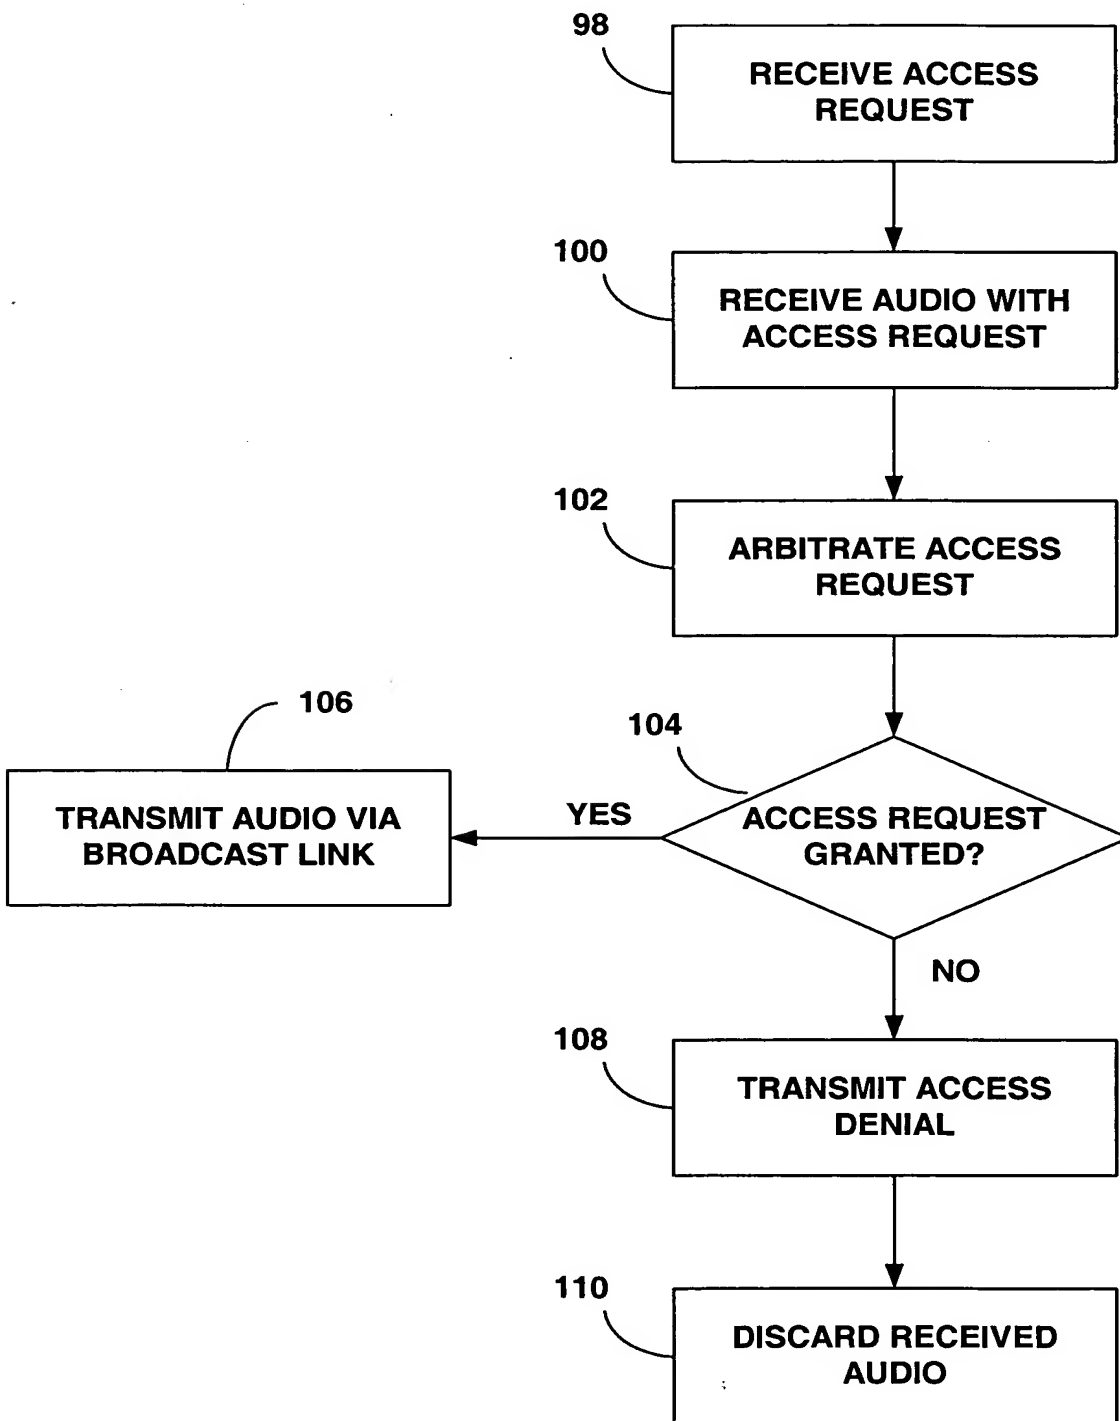 98
RECEIVE ACCESS
REQUEST
100
RECEIVE AUDIO WITH
ACCESS REQUEST
102
ARBITRATE ACCESS
REQUEST
106
TRANSMIT AUDIO VIA
BROADCAST LINK
YES
104
ACCESS REQUEST
GRANTED?
NO
108
TRANSMIT ACCESS
DENIAL
110
DISCARD RECEIVED
AUDIO